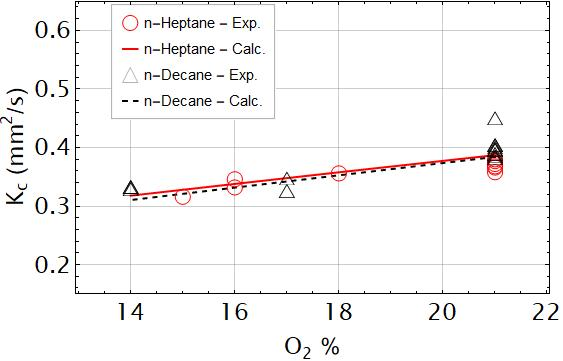 0.6
0.5
0.4
0.3
0.2
K_c (mm²/s)
n−Heptane − Exp.
n−Heptane − Calc.
n−Decane − Exp.
n−Decane − Calc.
14 16 18 20 22
O₂ %